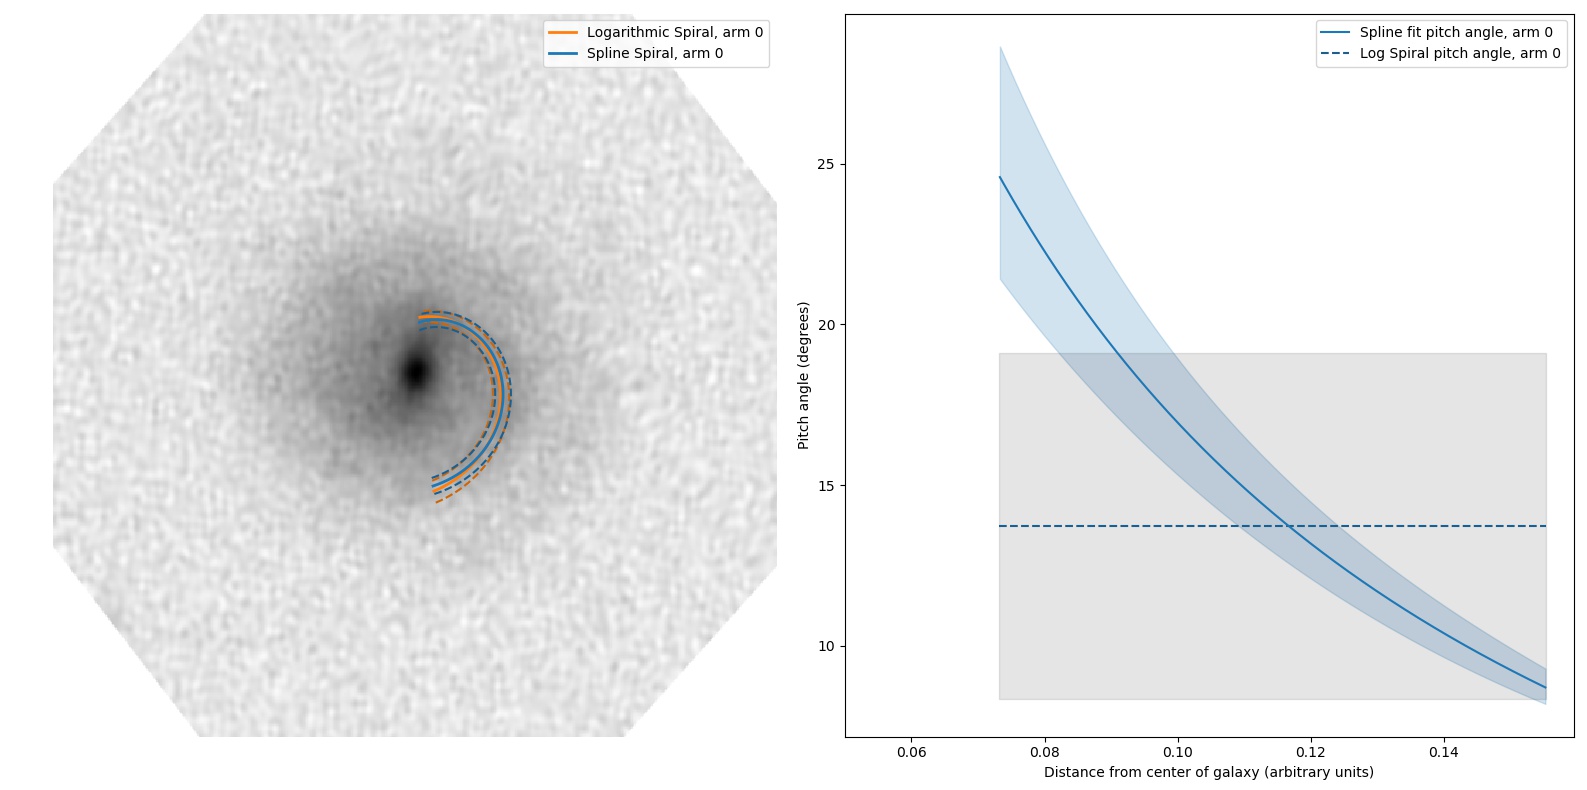 Logarithmic Spiral, arm 0
Spline Spiral, arm 0
Spline fit pitch angle, arm 0
Log Spiral pitch angle, arm 0
Pitch angle (degrees)
25
20
15
10
0.06 0.08 0.10 0.12 0.14
Distance from center of galaxy (arbitrary units)